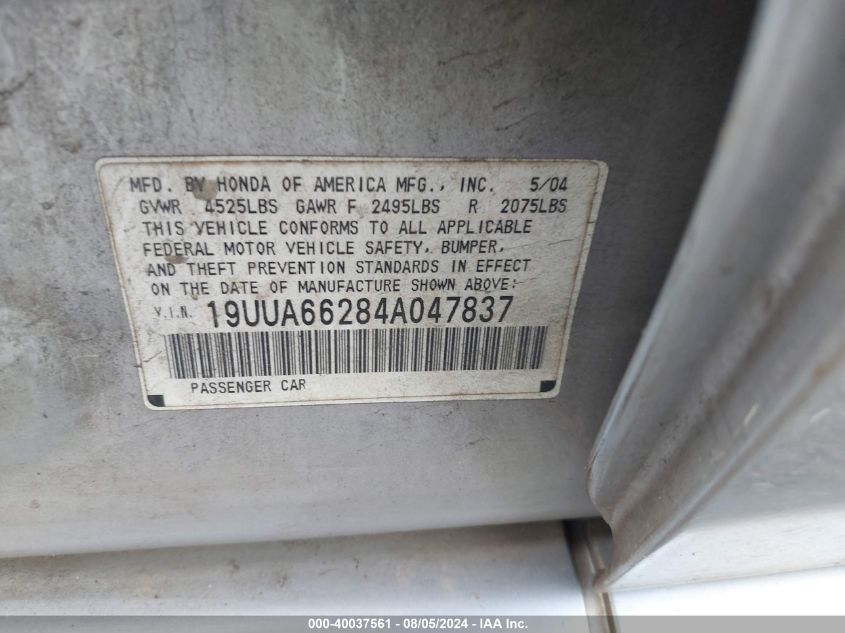 MFD. BY HONDA OF AMERICA MFG., INC. 5/04
GVWR 4525LBS GAWR F 2495LBS R 2075LBS
THIS VEHICLE CONFORMS TO ALL APPLICABLE
FEDERAL MOTOR VEHICLE SAFETY, BUMPER,
AND THEFT PREVENTION STANDARDS IN EFFECT
ON THE DATE OF MANUFACTURE SHOWN ABOVE:
V.I.N. 19UUA66284A047837
PASSENGER CAR
000-40037561 - 08/05/2024 - IAA Inc.